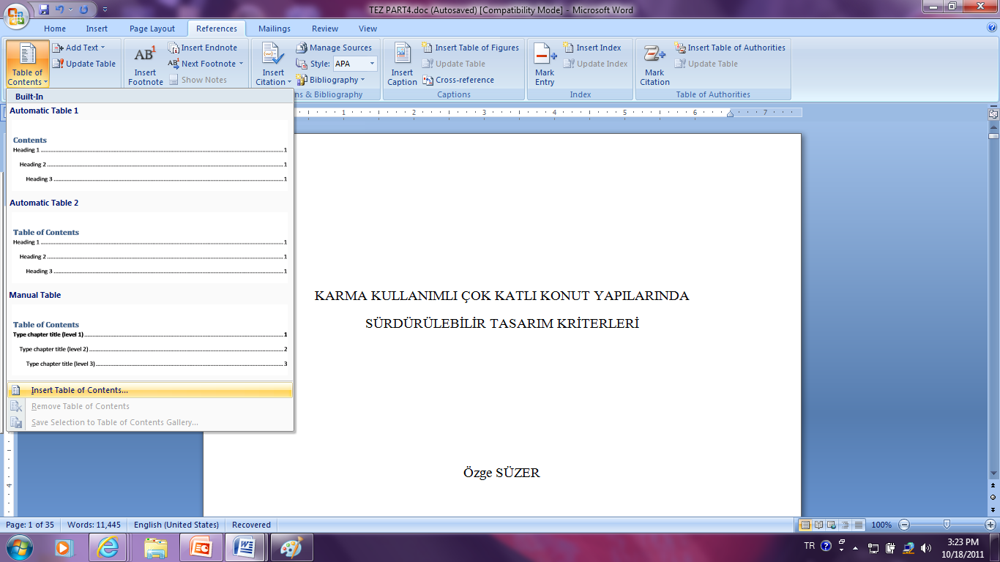 TEZ PART4.doc (Autosaved) [Compatibility Mode] - Microsoft Word
Home Insert Page Layout References Mailings Review View
Table of Contents
Add Text
Update Table
AB1
Insert Footnote
Insert Endnote
AB1 Next Footnote
Show Notes
Insert Citation
Manage Sources
Style: APA
Bibliography
ns & Bibliography
Insert Caption
Insert Table of Figures
Update Table
Cross-reference
Captions
Mark Entry
Insert Index
Update Index
Index
Mark Citation
Insert Table of Authorities
Update Table
Table of Authorities
Built-In
Automatic Table 1
Contents
Heading 1 1
Heading 2 1
Heading 3 1
Automatic Table 2
Table of Contents
Heading 1 1
Heading 2 1
Heading 3 1
Manual Table
Table of Contents
Type chapter title (level 1) 1
Type chapter title (level 2) 2
Type chapter title (level 3) 3
Insert Table of Contents...
Remove Table of Contents
Save Selection to Table of Contents Gallery...
1 2 3 4 5 6 7
KARMA KULLANIMLI ÇOK KATLI KONUT YAPILARINDA
SÜRDÜRÜLEBİLİR TASARIM KRİTERLERİ
Özge SÜZER
4
Page: 1 of 35 Words: 11,445 English (United States) Recovered 100%
TR 3:23 PM
10/18/2011